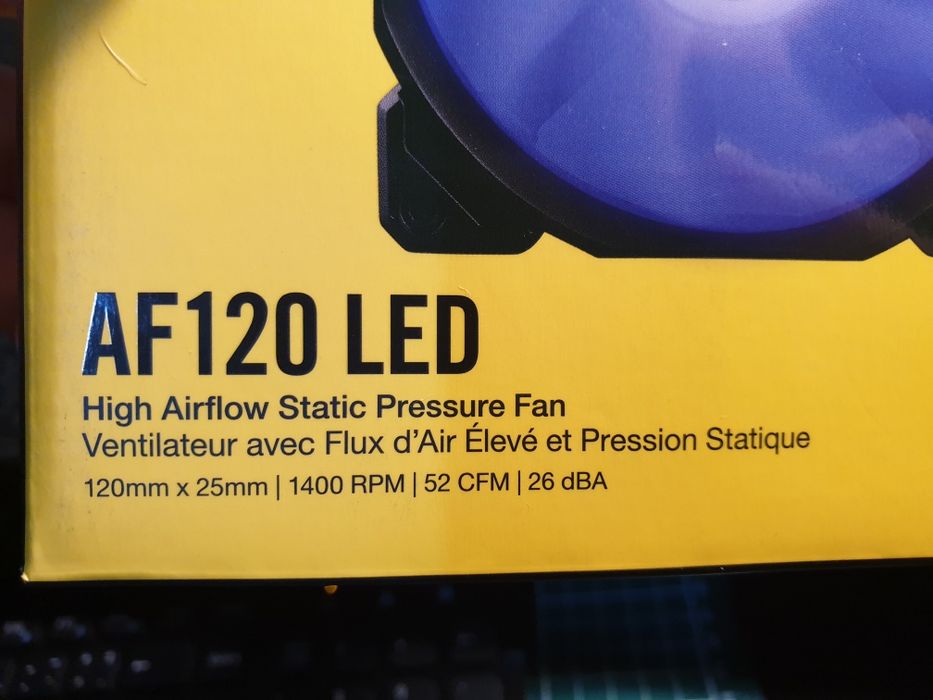 AF120 LED
High Airflow Static Pressure Fan
Ventilateur avec Flux d'Air Élevé et Pression Statique
120mm x 25mm | 1400 RPM | 52 CFM | 26 dBA